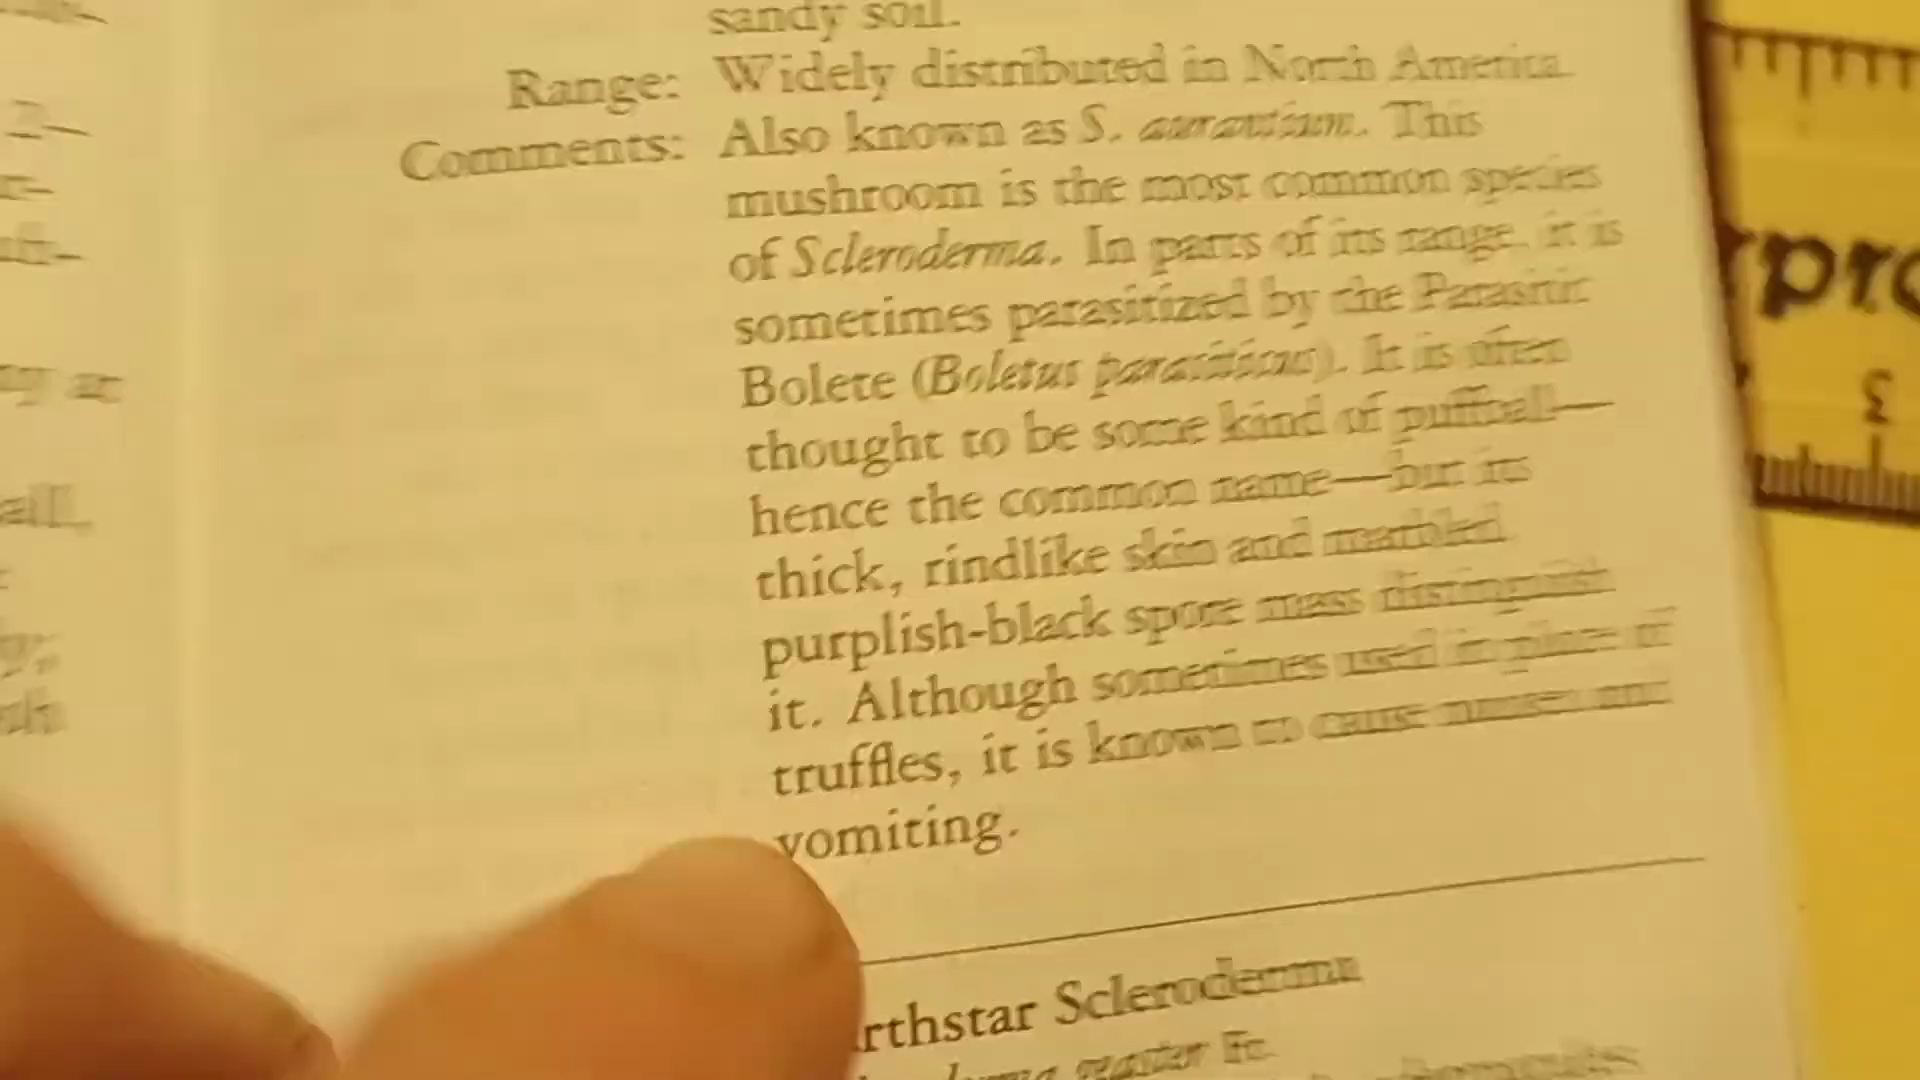 sandy soil.
Range: Widely distributed in North America.
Comments: Also known as S. aurantium. This
mushroom is the most common species
of Scleroderma. In parts of its range, it is
sometimes parasitized by the Parasitic
Bolete (Boletus parasiticus). It is often
thought to be some kind of puffball—
hence the common name—but its
thick, rindlike skin and marbled
purplish-black spore mass distinguish
it. Although sometimes used in place of
truffles, it is known to cause nausea and
vomiting.
rthstar Scleroderma
derma geaster Fr.